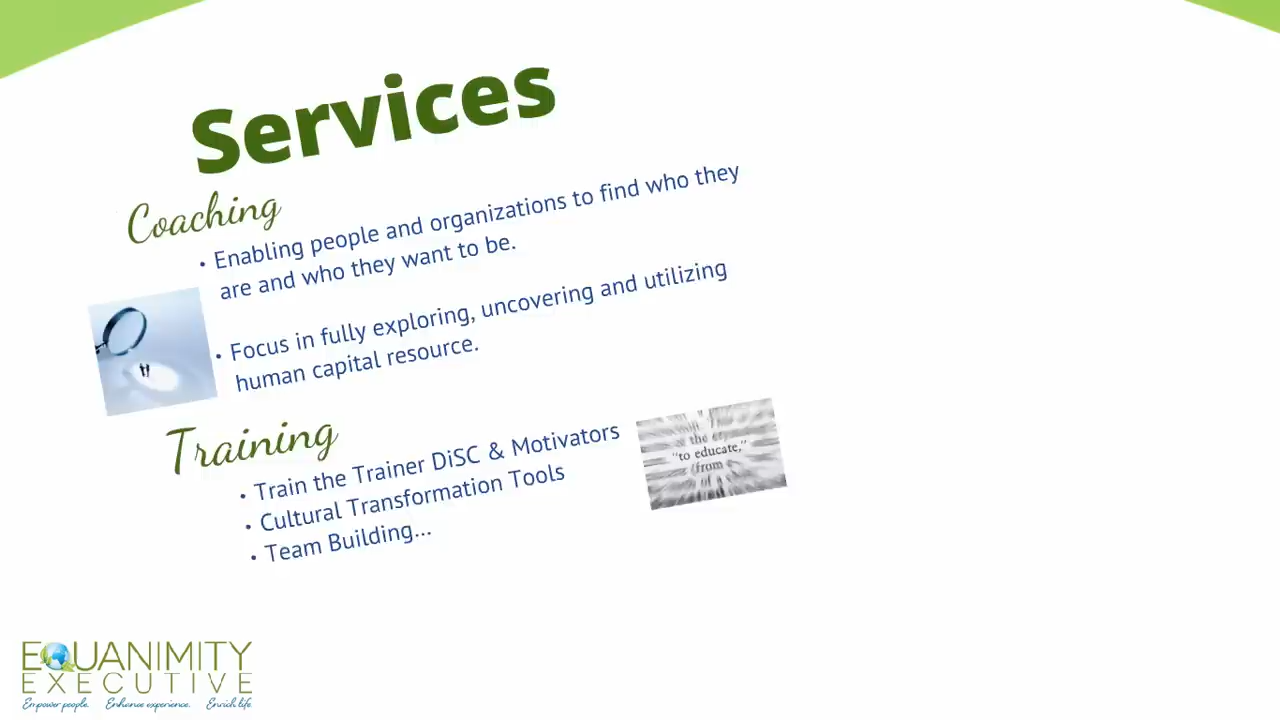 Services
Coaching
• Enabling people and organizations to find who they
are and who they want to be.
• Focus in fully exploring, uncovering and utilizing
human capital resource.
Training
• Train the Trainer DiSC & Motivators
• Cultural Transformation Tools
• Team Building...
the
"to educate,"
(from
EQUANIMITY
EXECUTIVE
Empower people. Enhance experience. Enrich life